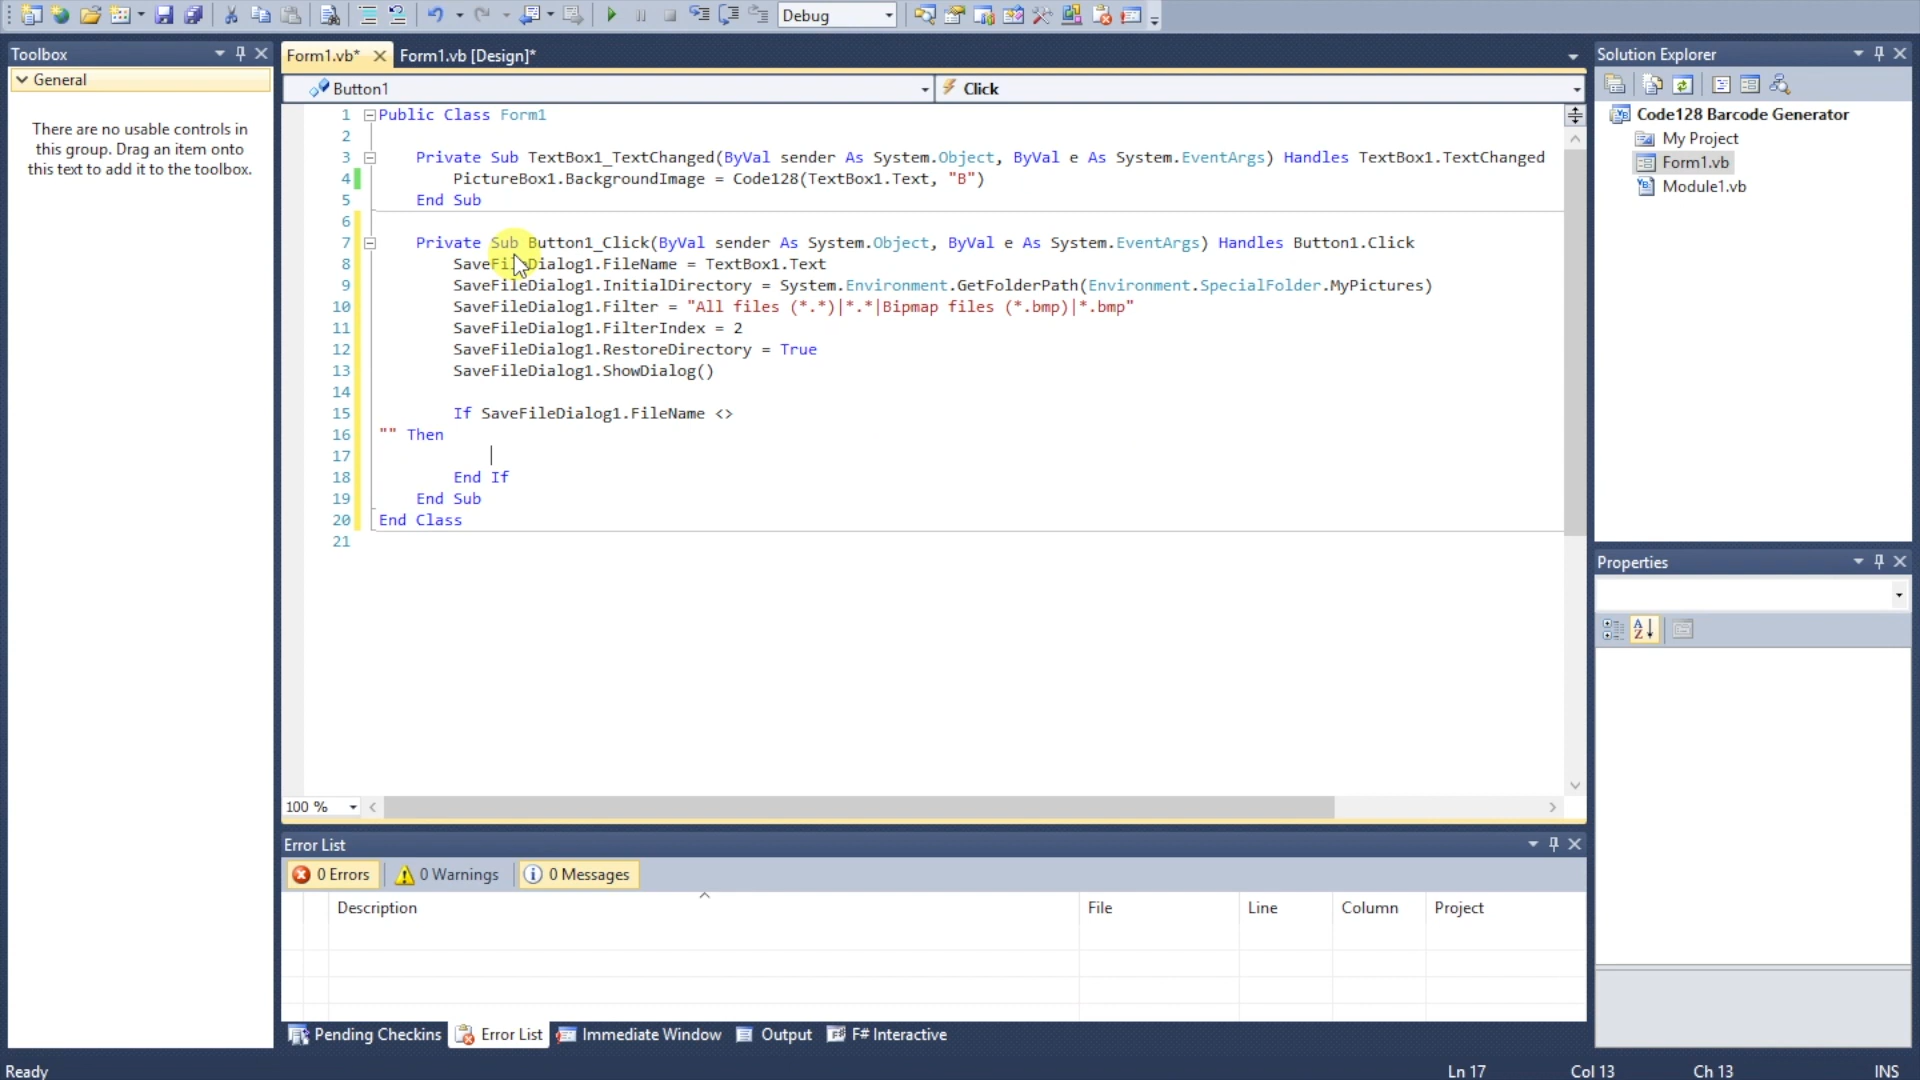 Debug
Toolbox
General
There are no usable controls in
this group. Drag an item onto
this text to add it to the toolbox.
Form1.vb*
Form1.vb [Design]*
Button1
Click
1 Public Class Form1
2
3 Private Sub TextBox1_TextChanged(ByVal sender As System.Object, ByVal e As System.EventArgs) Handles TextBox1.TextChanged
4 PictureBox1.BackgroundImage = Code128(TextBox1.Text, "B")
5 End Sub
6
7 Private Sub Button1_Click(ByVal sender As System.Object, ByVal e As System.EventArgs) Handles Button1.Click
8 SaveFileDialog1.FileName = TextBox1.Text
9 SaveFileDialog1.InitialDirectory = System.Environment.GetFolderPath(Environment.SpecialFolder.MyPictures)
10 SaveFileDialog1.Filter = "All files (*.*)|*.*|Bipmap files (*.bmp)|*.bmp"
11 SaveFileDialog1.FilterIndex = 2
12 SaveFileDialog1.RestoreDirectory = True
13 SaveFileDialog1.ShowDialog()
14
15 If SaveFileDialog1.FileName <>
16 "" Then
17
18 End If
19 End Sub
20 End Class
21
100 %
Error List
0 Errors
0 Warnings
0 Messages
Description
File
Line
Column
Project
Pending Checkins
Error List
Immediate Window
Output
F# Interactive
Solution Explorer
Code128 Barcode Generator
My Project
Form1.vb
Module1.vb
Properties
Ready
Ln 17
Col 13
Ch 13
INS